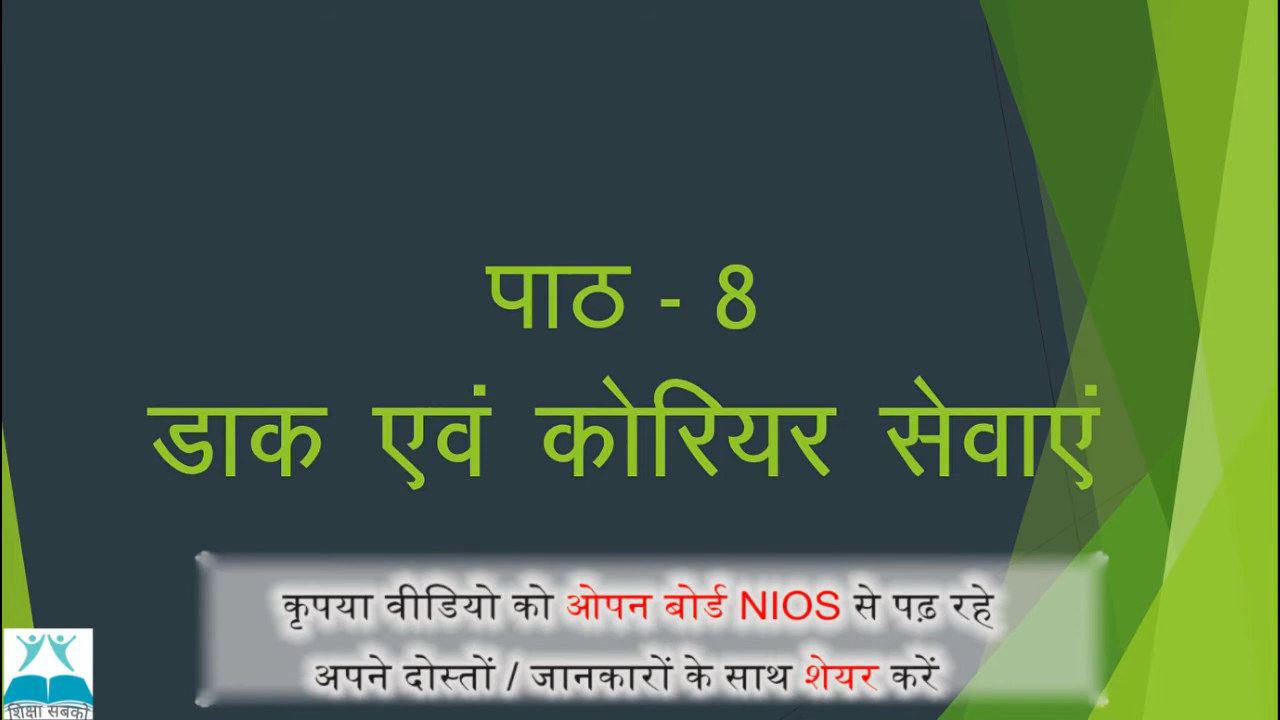 पाठ - 8
डाक एवं कोरियर सेवाएं
कृपया वीडियो को ओपन बोर्ड NIOS से पढ़ रहे
अपने दोस्तों / जानकारों के साथ शेयर करें
शिक्षा सबको